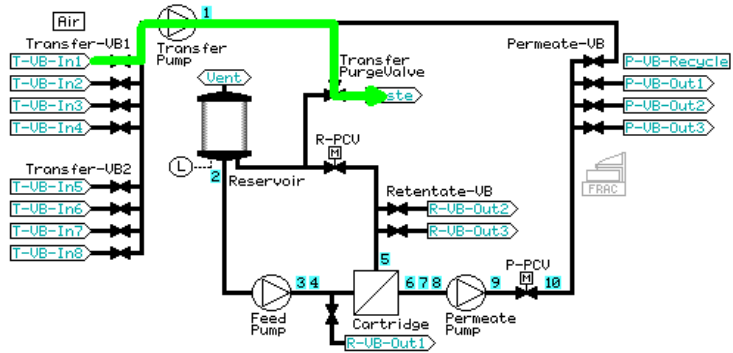 Air
1
Transfer-VB1
Transfer
Pump
Permeate-VB
T-VB-In1
T-VB-In2
T-VB-In3
T-VB-In4
Vent
Transfer
PurgeValve
ste
P-VB-Recycle
P-VB-Out1
P-VB-Out2
P-VB-Out3
R-PCV
M
L
2
Reservoir
Transfer-VB2
T-VB-In5
T-VB-In6
T-VB-In7
T-VB-In8
Retentate-VB
R-VB-Out2
R-VB-Out3
FRAC
5
P-PCV
M
3 4
6 7 8
9
10
Feed
Pump
Cartridge
Permeate
Pump
R-VB-Out1